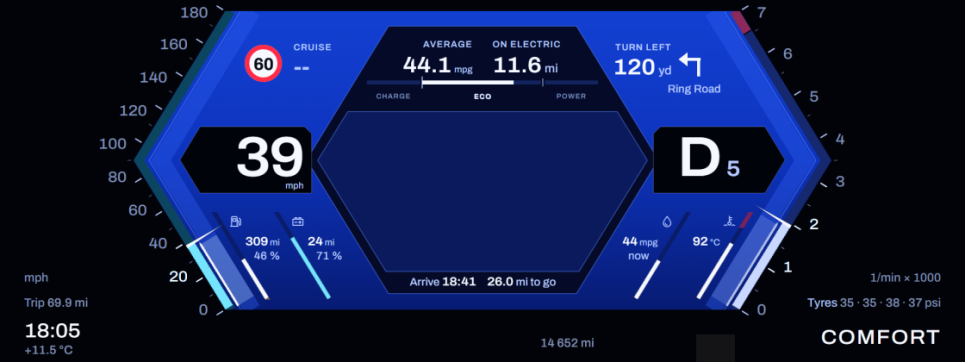 180
160
140
120
100
80
60
40
20
0
60
CRUISE
--
AVERAGE
44.1 mpg
ON ELECTRIC
11.6 mi
CHARGE ECO POWER
TURN LEFT
120 yd
Ring Road
7
6
5
4
3
2
1
0
39
mph
D 5
309 mi
46 %
24 mi
71 %
44 mpg
now
92 °C
Arrive 18:41 26.0 mi to go
mph
Trip 69.9 mi
18:05
+11.5 °C
14 652 mi
1/min × 1000
Tyres 35 · 35 · 38 · 37 psi
COMFORT